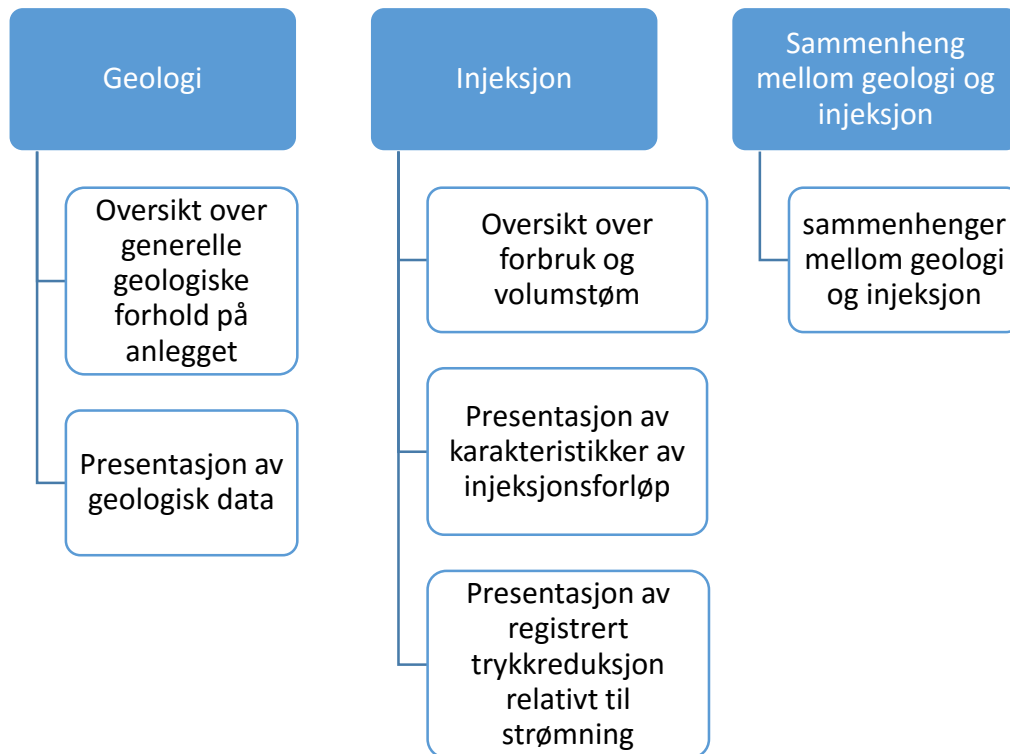 Geologi
Oversikt over
generelle
geologiske
forhold på
anlegget
Presentasjon av
geologisk data
Injeksjon
Oversikt over
forbruk og
volumstøm
Presentasjon av
karakteristikker av
injeksjonsforløp
Presentasjon av
registrert
trykkreduksjon
relativt til
strømning
Sammenheng
mellom geologi og
injeksjon
sammenhenger
mellom geologi
og injeksjon